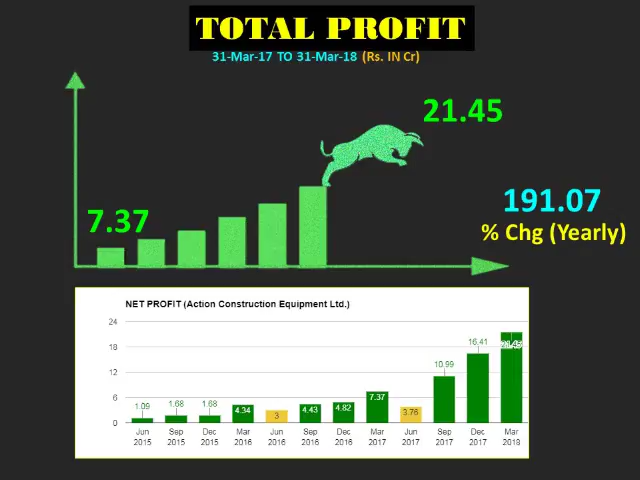 TOTAL PROFIT
31-Mar-17 TO 31-Mar-18 (Rs. IN Cr)
21.45
7.37
191.07
% Chg (Yearly)
NET PROFIT (Action Construction Equipment Ltd.)
24
18
12
6
0
1.09
1.68
1.68
4.34
3
4.43
4.82
7.37
3.76
10.99
16.41
Jun 2015
Sep 2015
Dec 2015
Mar 2016
Jun 2016
Sep 2016
Dec 2016
Mar 2017
Jun 2017
Sep 2017
Dec 2017
Mar 2018